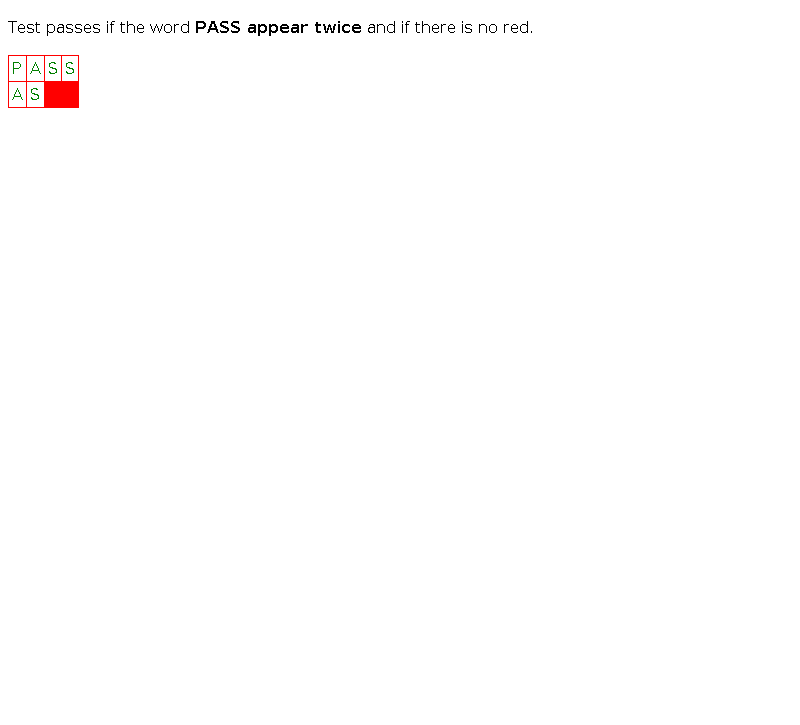 Test passes if the word PASS appear twice and if there is no red.
P A S S
A S